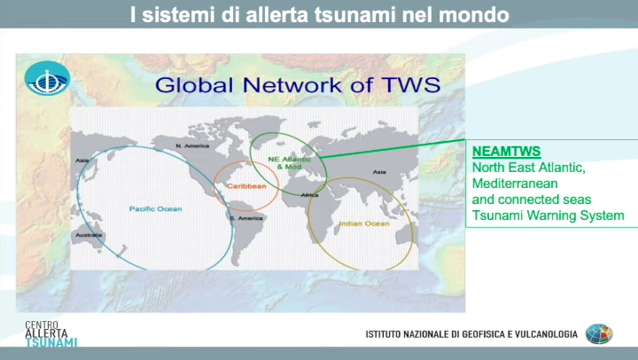 I sistemi di allerta tsunami nel mondo
Global Network of TWS
N. America
Asia
NE Atlantic
& Med
Asia
Caribbean
Africa
Pacific Ocean
S. America
Indian Ocean
Australia
NEAMTWS
North East Atlantic,
Mediterranean
and connected seas
Tsunami Warning System
CENTRO
ALLERTA
TSUNAMI
ISTITUTO NAZIONALE DI GEOFISICA E VULCANOLOGIA